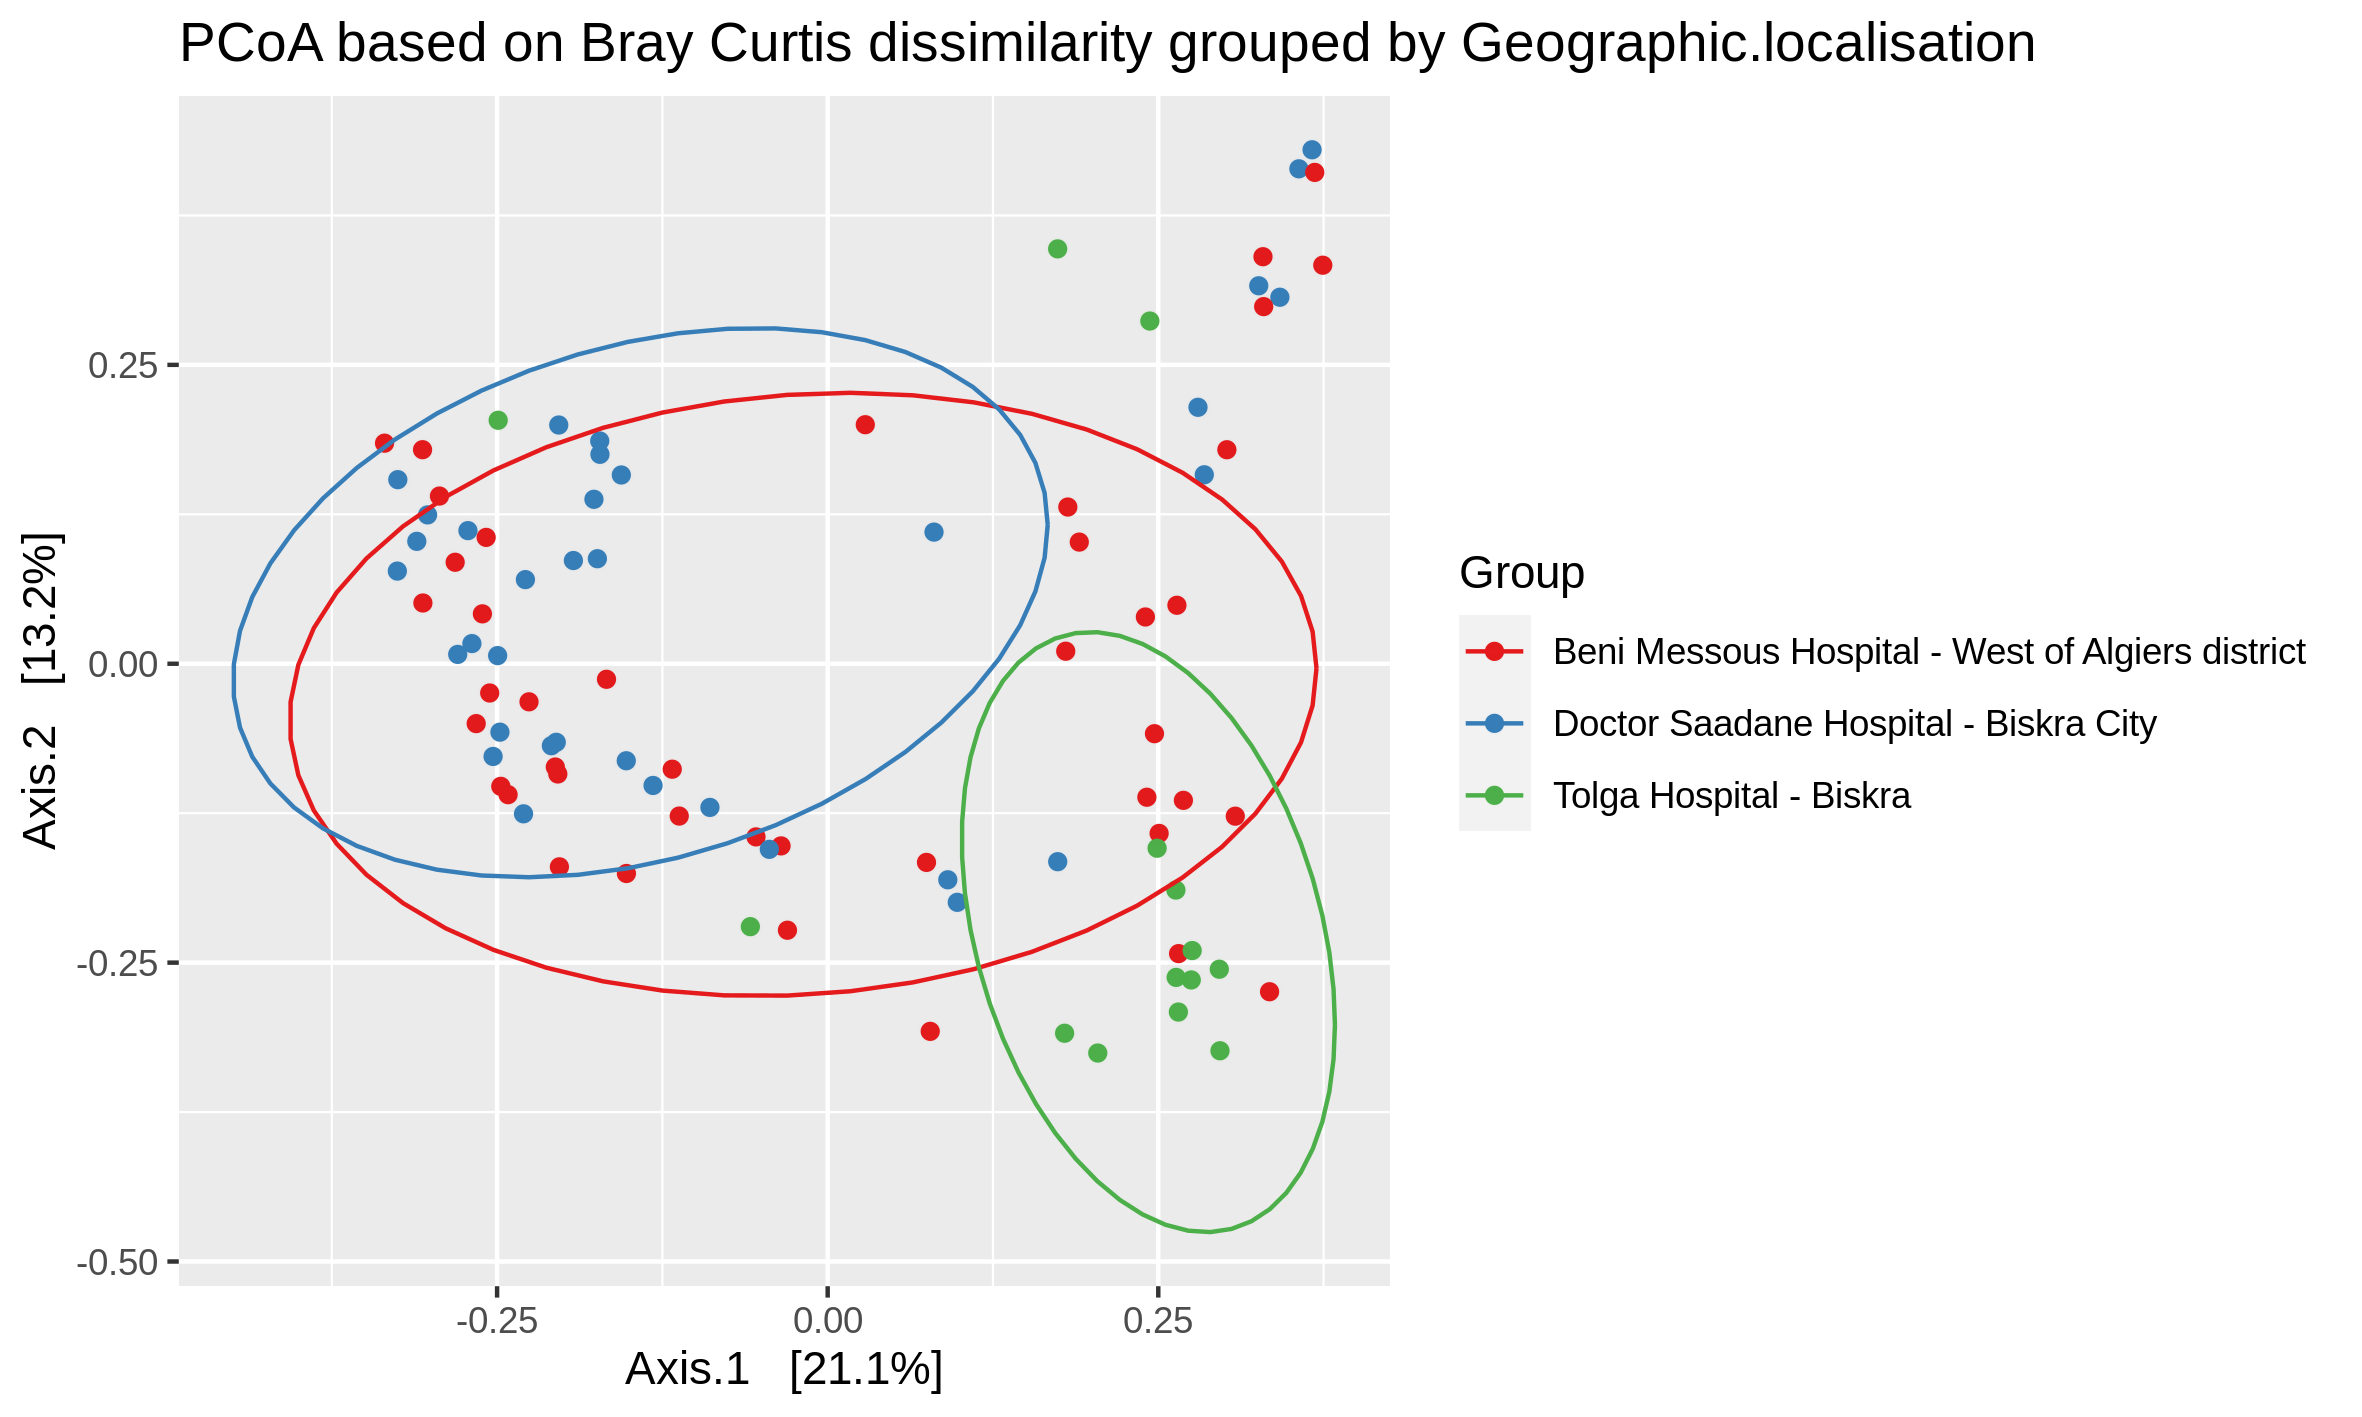 PCoA based on Bray Curtis dissimilarity grouped by Geographic.localisation
0.25
0.00
-0.25
-0.50
Axis.2 [13.2%]
-0.25 0.00 0.25
Axis.1 [21.1%]
Group
Beni Messous Hospital - West of Algiers district
Doctor Saadane Hospital - Biskra City
Tolga Hospital - Biskra